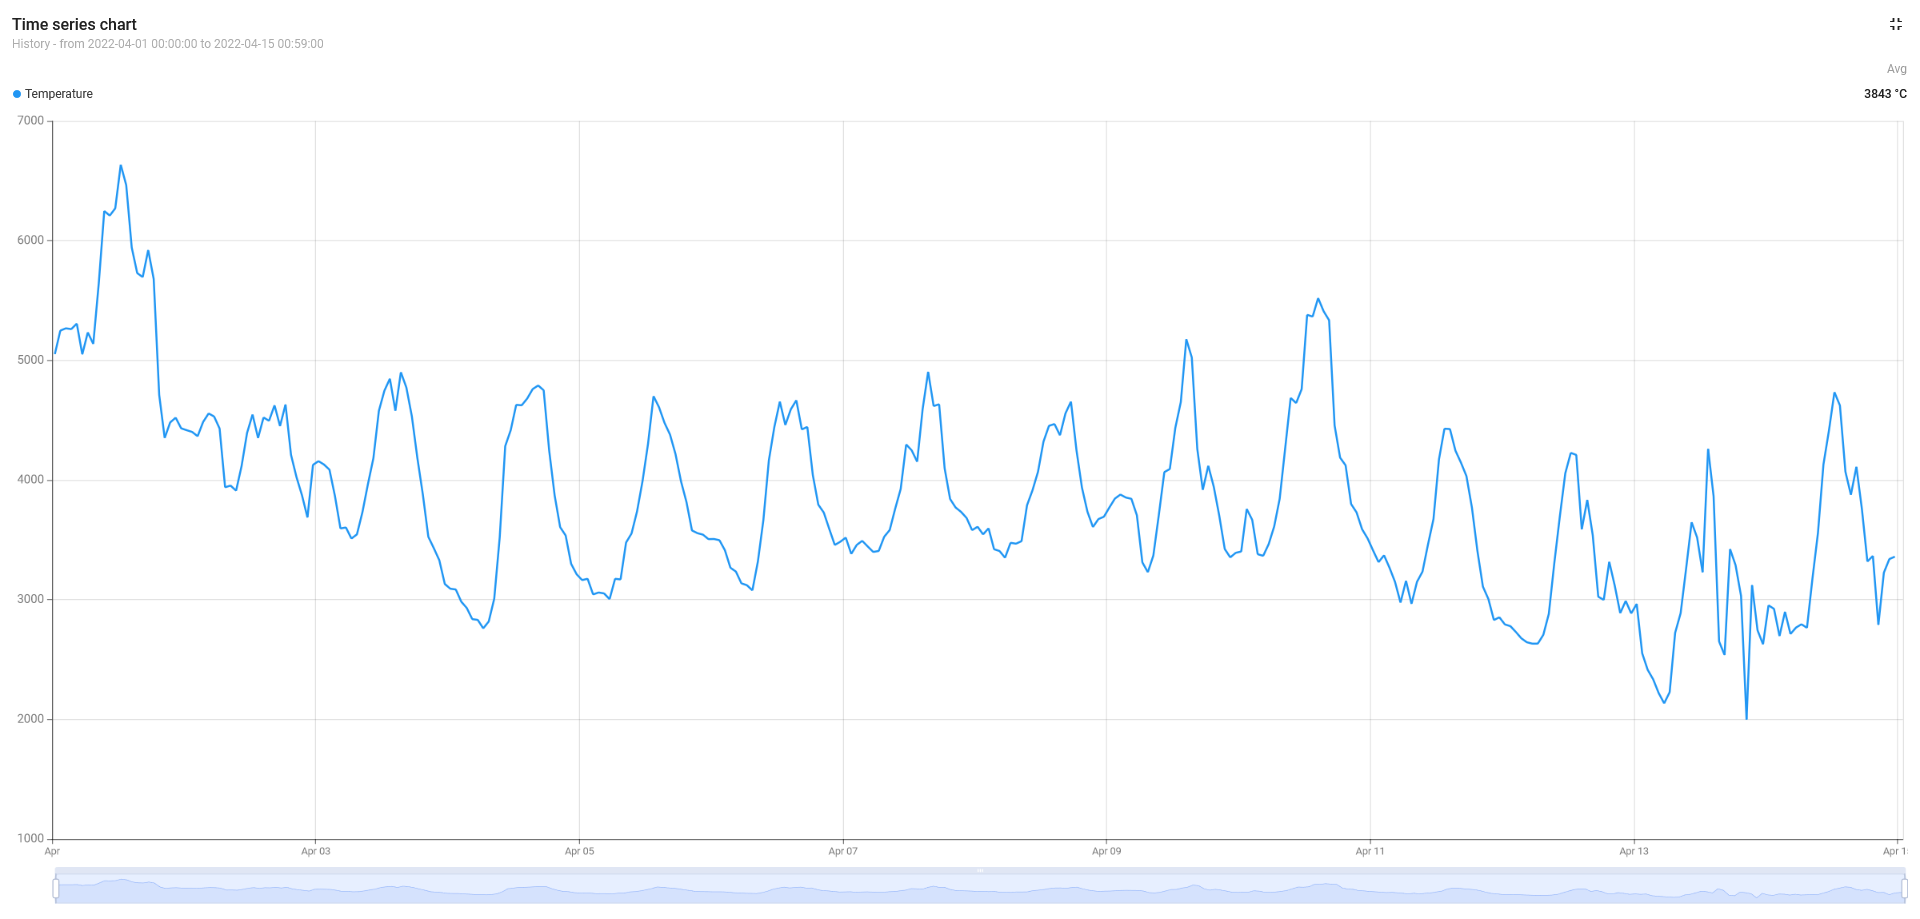 Time series chart
History - from 2022-04-01 00:00:00 to 2022-04-15 00:59:00
Avg
Temperature 3843 °C
7000
6000
5000
4000
3000
2000
1000
Apr Apr 03 Apr 05 Apr 07 Apr 09 Apr 11 Apr 13 Apr 1